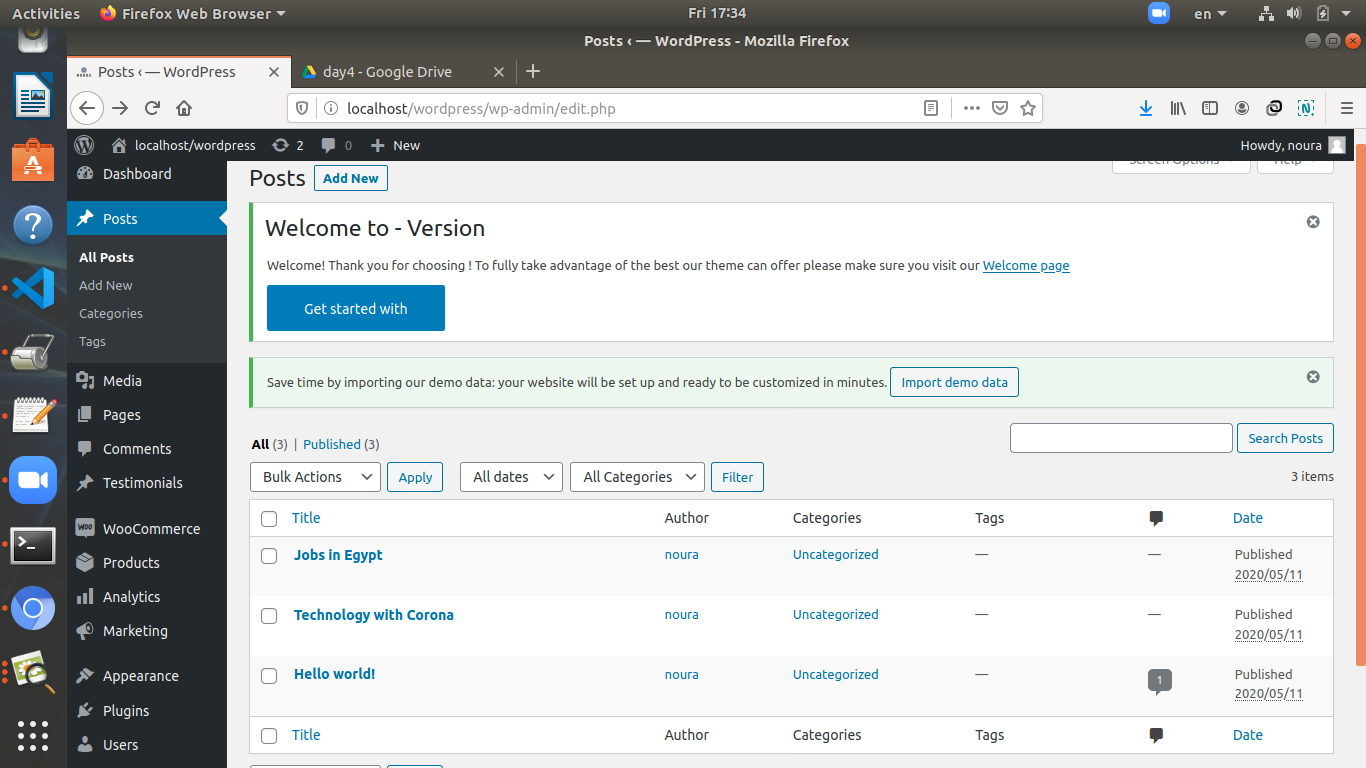 Activities Firefox Web Browser Fri 17:34 en
Posts ‹ — WordPress - Mozilla Firefox
Posts ‹ — WordPress day4 - Google Drive
localhost/wordpress/wp-admin/edit.php
localhost/wordpress 2 0 New Howdy, noura
Dashboard
Posts
All Posts
Add New
Categories
Tags
Media
Pages
Comments
Testimonials
WooCommerce
Products
Analytics
Marketing
Appearance
Plugins
Users
Screen Options Help
Posts Add New
Welcome to - Version
Welcome! Thank you for choosing ! To fully take advantage of the best our theme can offer please make sure you visit our Welcome page
Get started with
Save time by importing our demo data: your website will be set up and ready to be customized in minutes. Import demo data
All (3) | Published (3)
Search Posts
Bulk Actions Apply All dates All Categories Filter 3 items
Title Author Categories Tags Date
Jobs in Egypt noura Uncategorized — — Published
2020/05/11
Technology with Corona noura Uncategorized — — Published
2020/05/11
Hello world! noura Uncategorized — 1 Published
2020/05/11
Title Author Categories Tags Date